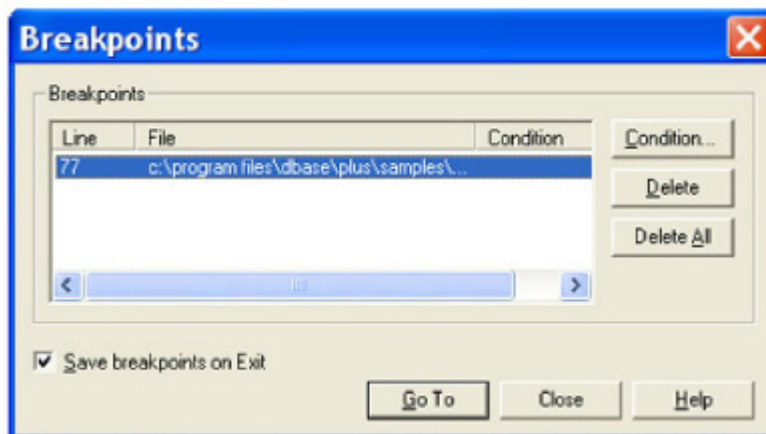 Breakpoints
Breakpoints
Line File Condition
77 c:\program files\dbase\plus\samples\...
Condition...
Delete
Delete All
Save breakpoints on Exit
Go To Close Help